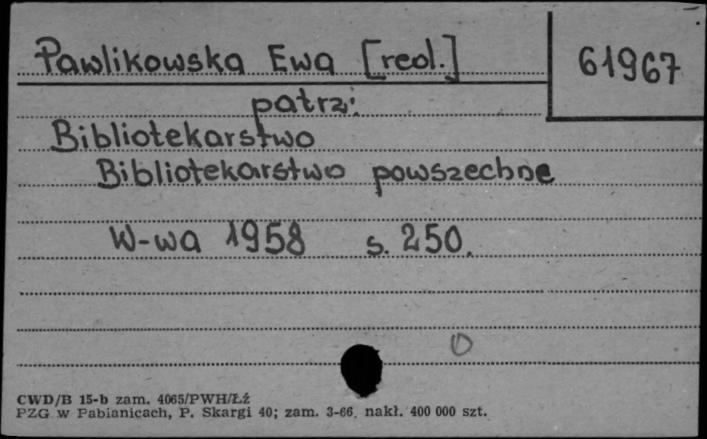 Pawlikowska Ewa [red.]
61967
patrz:
Bibliotekarstwo
Bibliotekarstwo powszechne
W-wa 1958 s. 250.
0
CWD/B 15-b zam. 4065/PWH/Łź
PZG w Pabianicach, P. Skargi 40; zam. 3-66, nakł. 400 000 szt.